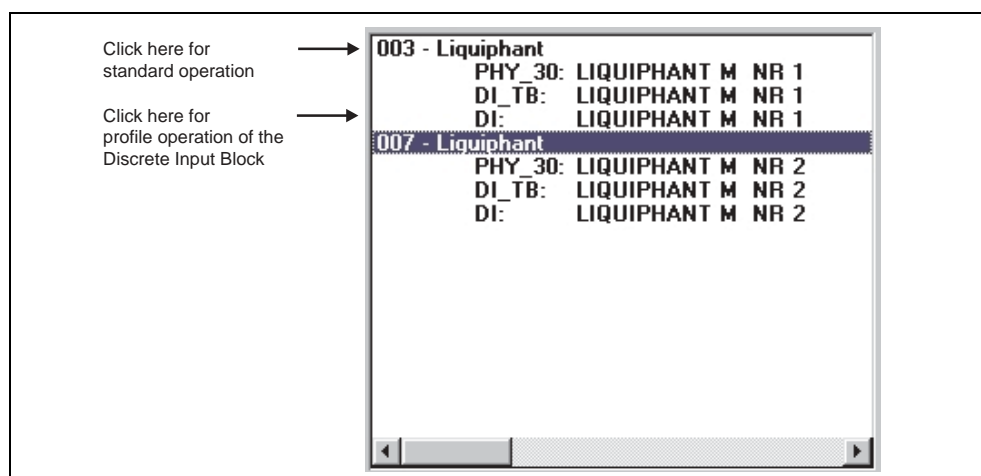 Click here for
standard operation
Click here for
profile operation of the
Discrete Input Block
003 - Liquiphant
PHY_30: LIQUIPHANT M NR 1
DI_TB: LIQUIPHANT M NR 1
DI: LIQUIPHANT M NR 1
007 - Liquiphant
PHY_30: LIQUIPHANT M NR 2
DI_TB: LIQUIPHANT M NR 2
DI: LIQUIPHANT M NR 2